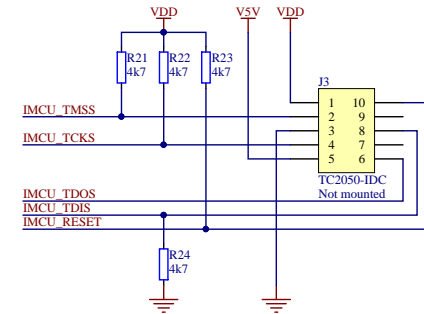 VDD
V5V
VDD
R21
4k7
R22
4k7
R23
4k7
J3
1
10
2
9
3
8
4
7
5
6
TC2050-IDC
Not mounted
IMCU_TMSS
IMCU_TCKS
IMCU_TDOS
IMCU_TDIS
IMCU_RESET
R24
4k7